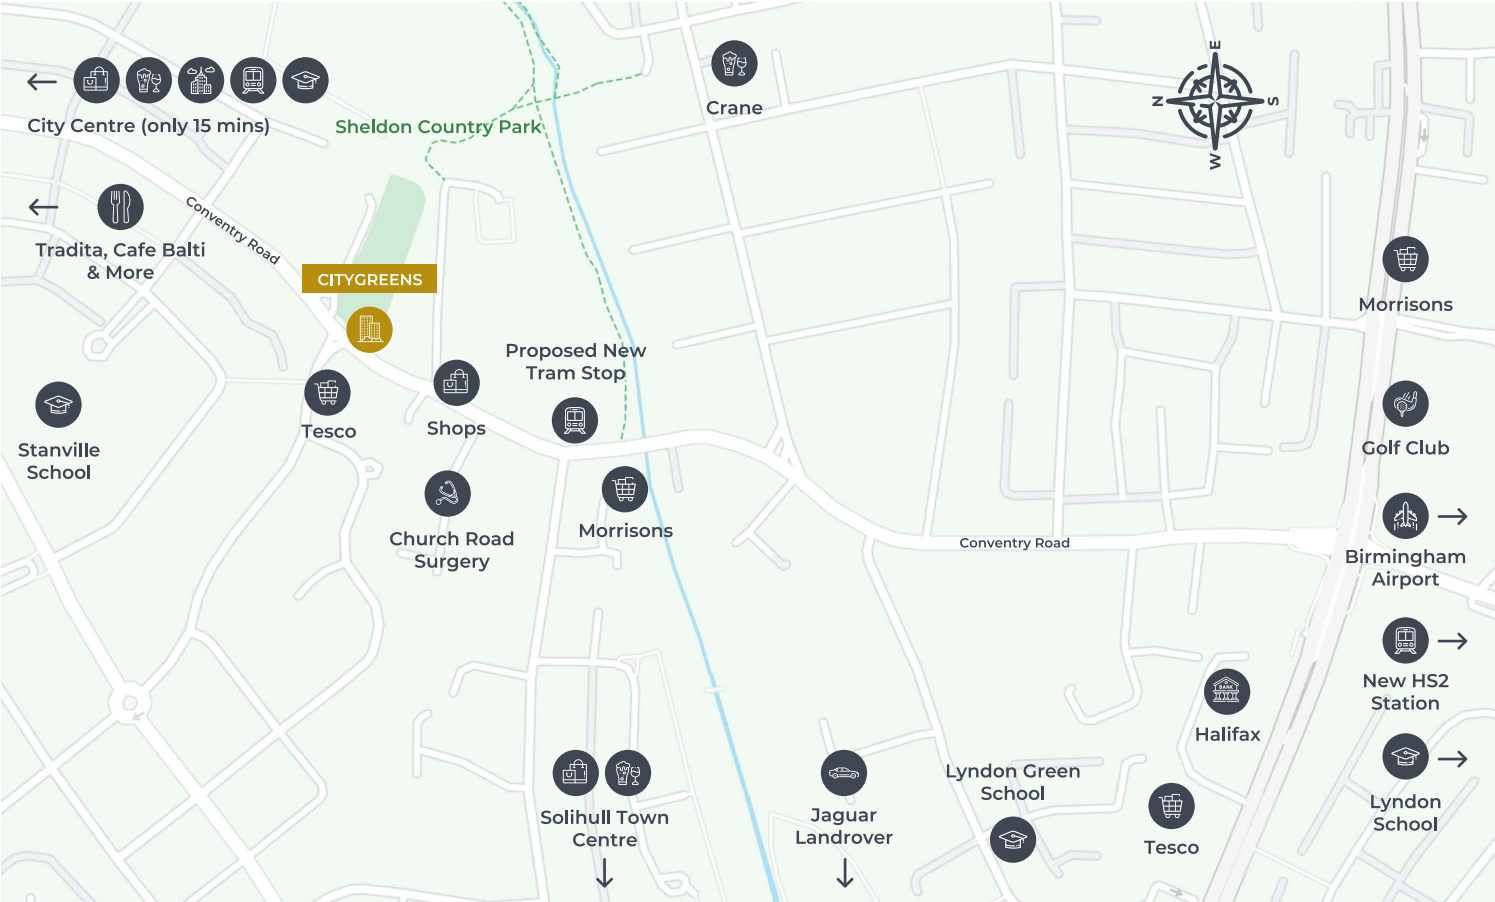 Crane
E
N
S
W
City Centre (only 15 mins)
Sheldon Country Park
Conventry Road
Tradita, Cafe Balti
& More
CITYGREENS
Morrisons
Proposed New
Tram Stop
Tesco
Shops
Stanville
School
Golf Club
Church Road
Surgery
Morrisons
Conventry Road
Birmingham
Airport
New HS2
Station
BANK
Halifax
Solihull Town
Centre
Jaguar
Landrover
Lyndon Green
School
Tesco
Lyndon
School